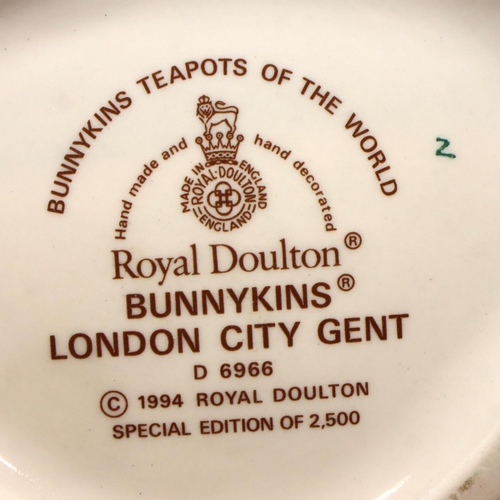 BUNNYKINS TEAPOTS OF THE WORLD
Hand made and hand decorated
MADE IN ENGLAND
ROYAL·DOULTON
ENGLAND
Royal Doulton®
BUNNYKINS®
LONDON CITY GENT
D 6966
© 1994 ROYAL DOULTON
SPECIAL EDITION OF 2,500
2